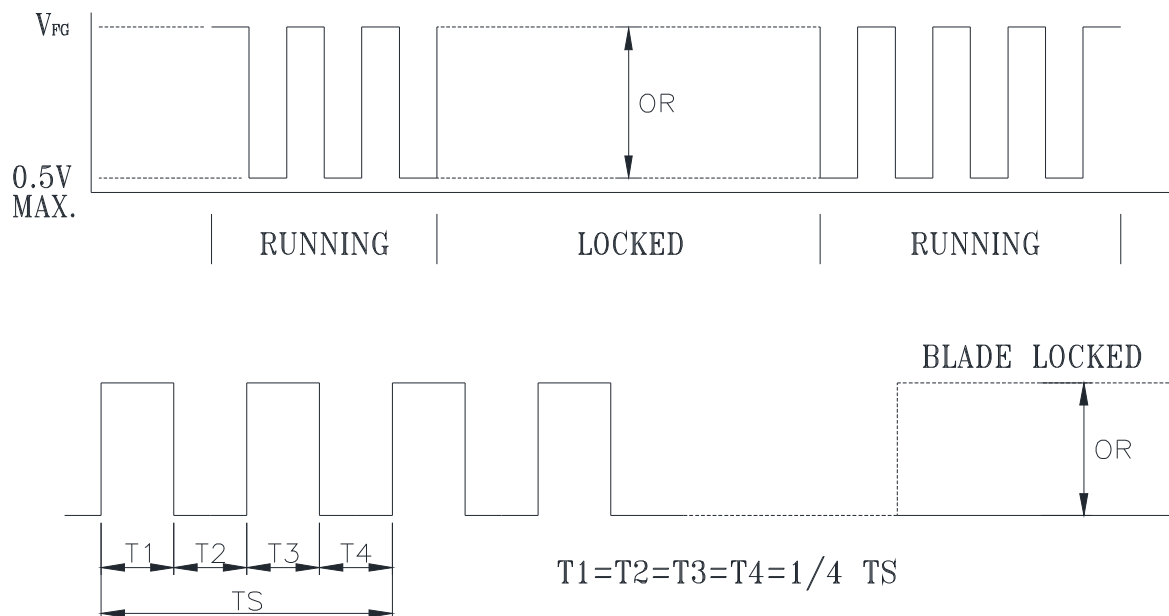 VFG
OR
0.5V
MAX.
RUNNING LOCKED RUNNING
BLADE LOCKED
OR
T1 T2 T3 T4
T1=T2=T3=T4=1/4 TS
TS